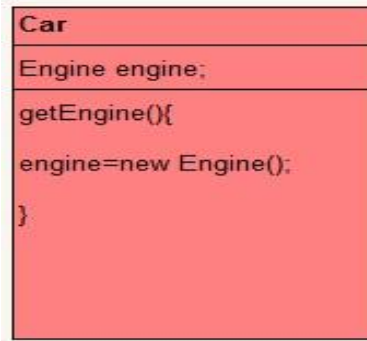 Car
Engine engine;
getEngine(){
engine=new Engine();
}